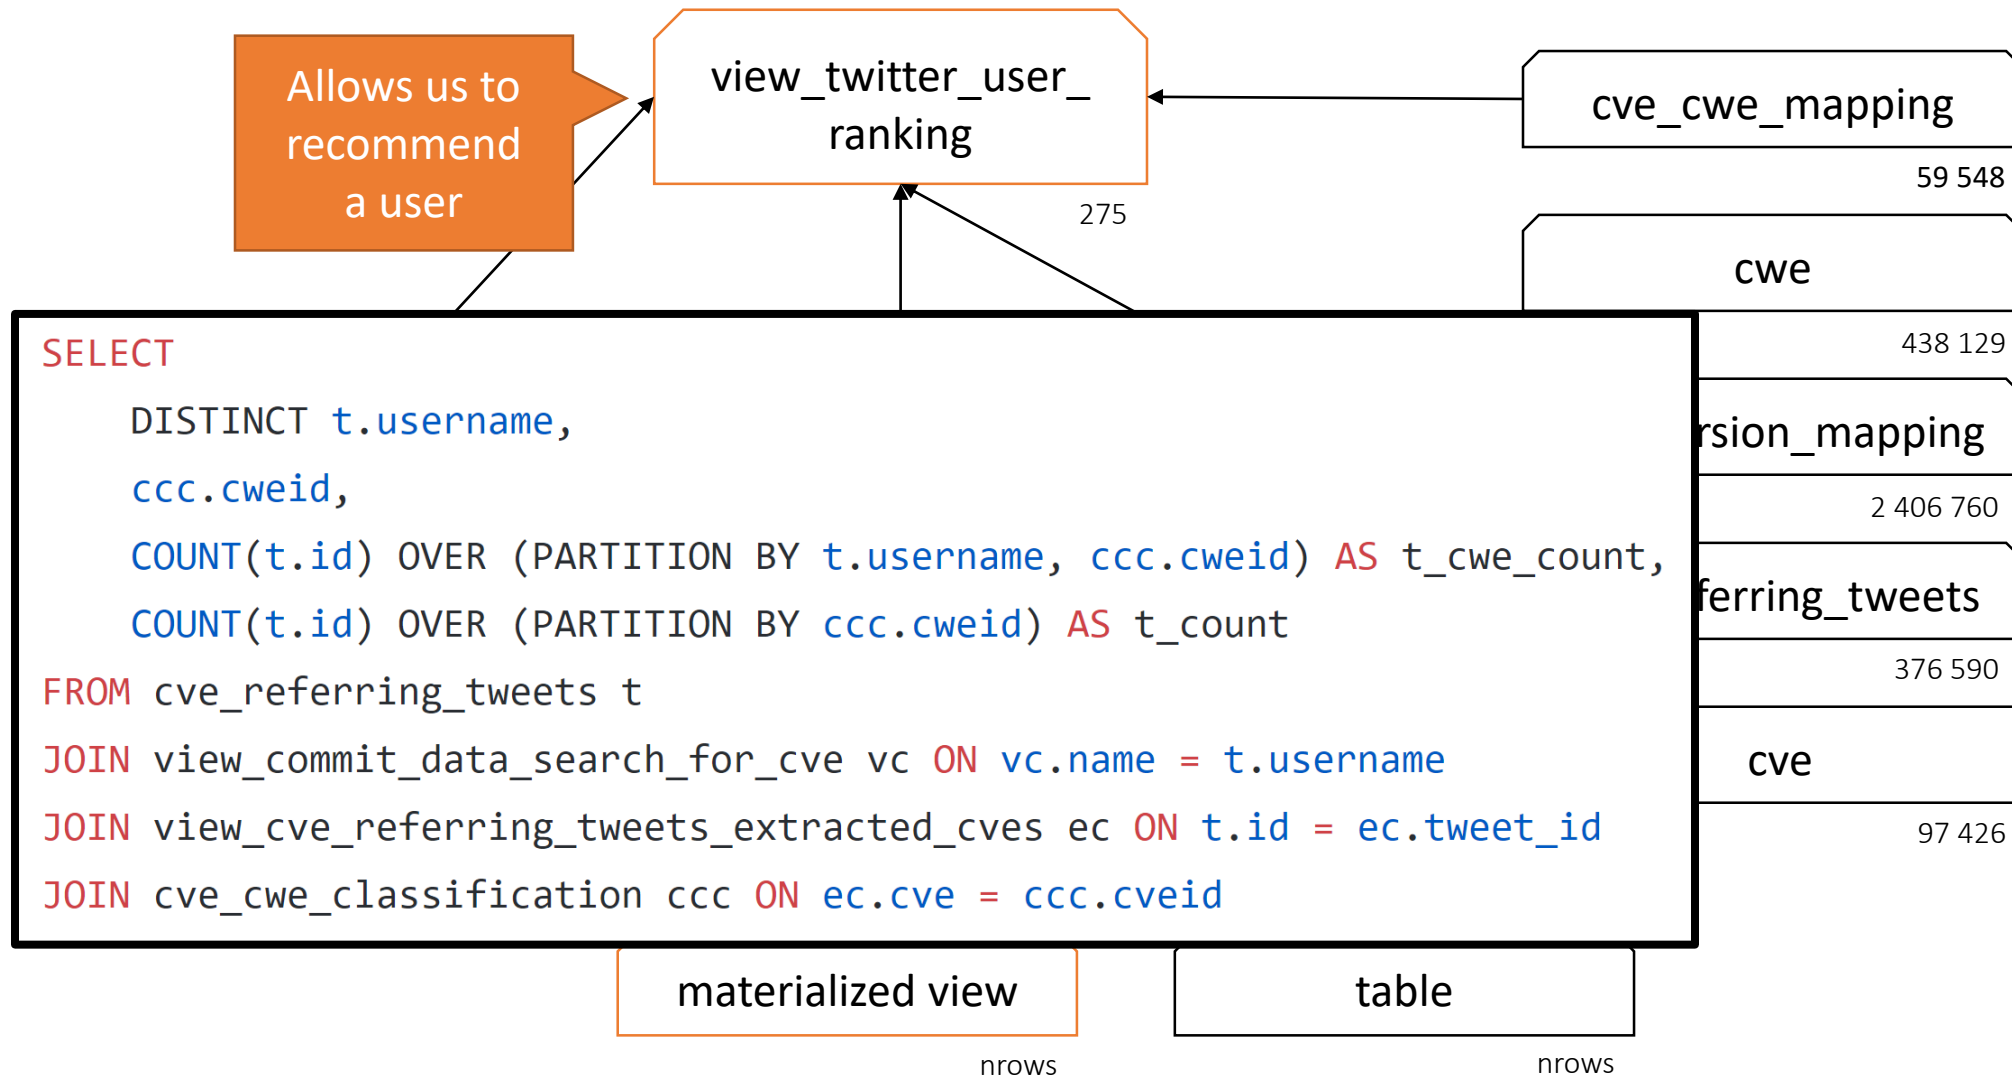 Allows us to
recommend
a user
view_twitter_user_
ranking
275
cve_cwe_mapping
59 548
cwe
438 129
rsion_mapping
2 406 760
ferring_tweets
376 590
cve
97 426
SELECT
DISTINCT t.username,
ccc.cweid,
COUNT(t.id) OVER (PARTITION BY t.username, ccc.cweid) AS t_cwe_count,
COUNT(t.id) OVER (PARTITION BY ccc.cweid) AS t_count
FROM cve_referring_tweets t
JOIN view_commit_data_search_for_cve vc ON vc.name = t.username
JOIN view_cve_referring_tweets_extracted_cves ec ON t.id = ec.tweet_id
JOIN cve_cwe_classification ccc ON ec.cve = ccc.cveid
materialized view
nrows
table
nrows